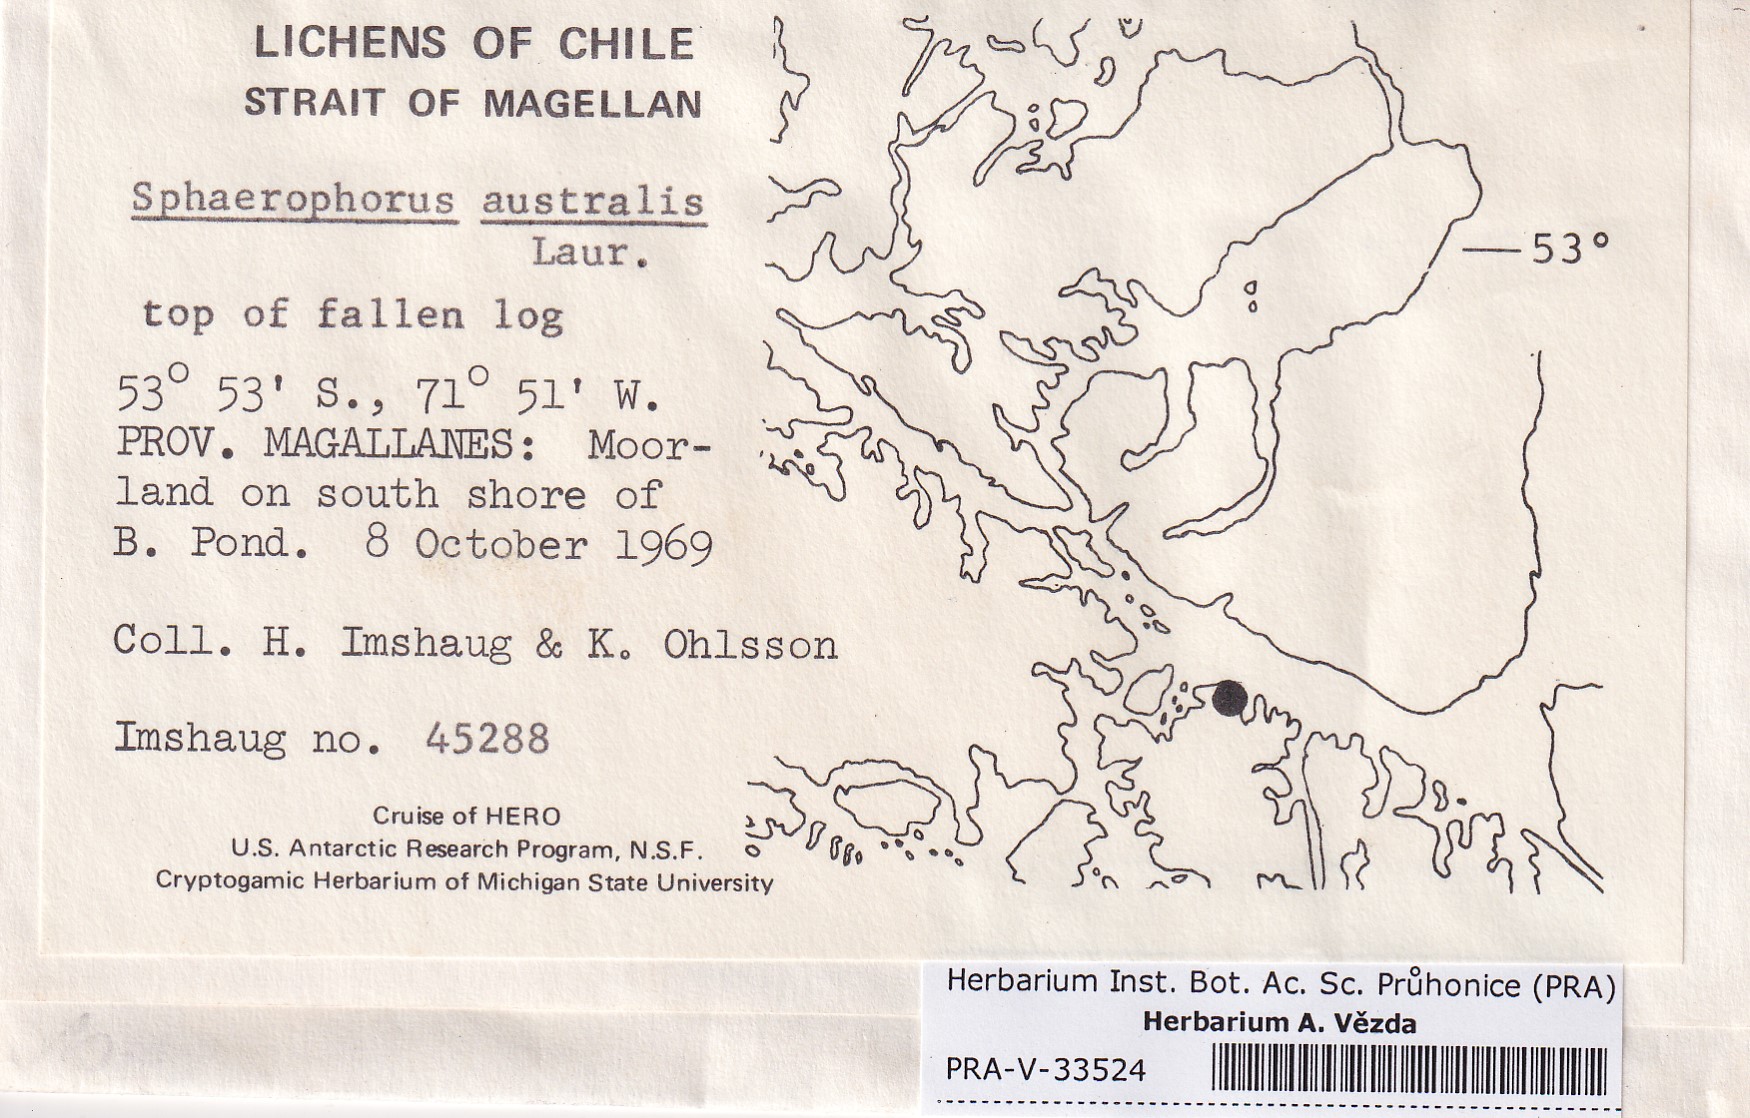 LICHENS OF CHILE
STRAIT OF MAGELLAN
Sphaerophorus australis
Laur.
top of fallen log
53° 53' S., 71° 51' W.
PROV. MAGALLANES: Moor-
land on south shore of
B. Pond. 8 October 1969
Coll. H. Imshaug & K. Ohlsson
Imshaug no. 45288
Cruise of HERO
U.S. Antarctic Research Program, N.S.F.
Cryptogamic Herbarium of Michigan State University
53°
Herbarium Inst. Bot. Ac. Sc. Průhonice (PRA)
Herbarium A. Vězda
PRA-V-33524